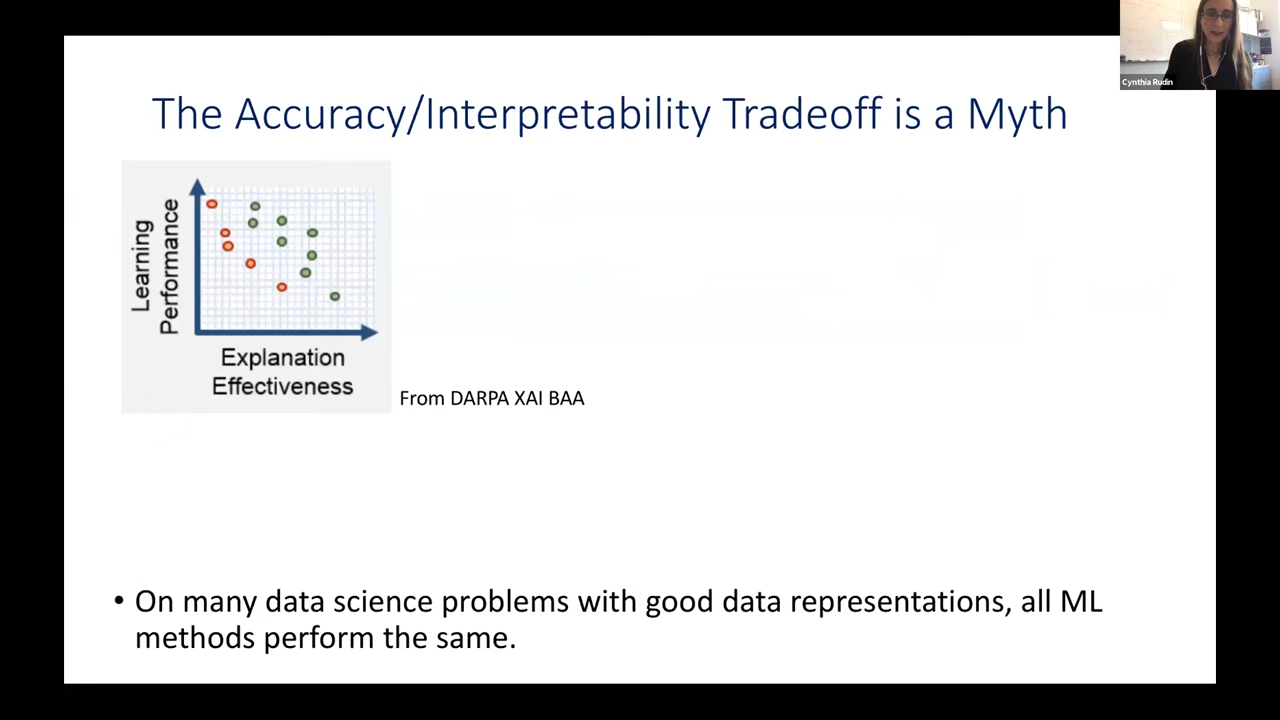 Cynthia Rudin
The Accuracy/Interpretability Tradeoff is a Myth
Learning
Performance
Explanation
Effectiveness
From DARPA XAI BAA
• On many data science problems with good data representations, all ML
methods perform the same.